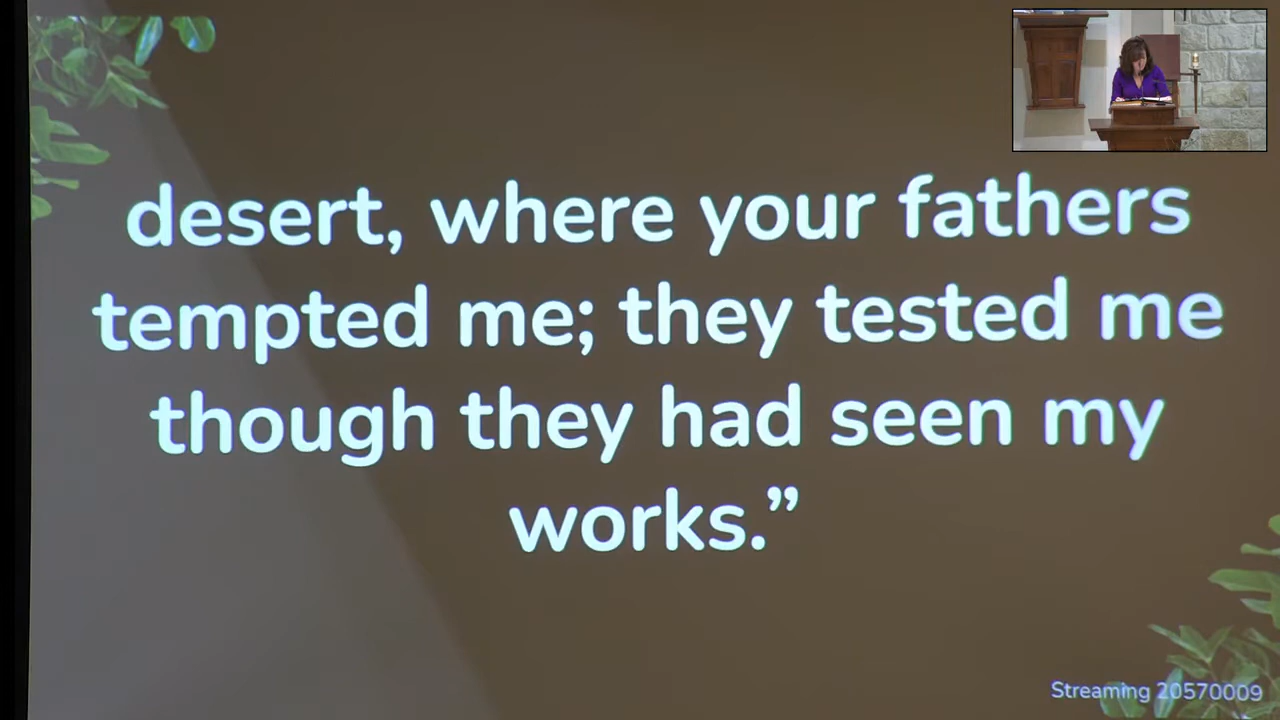 desert, where your fathers
tempted me; they tested me
though they had seen my
works.”
Streaming 20570009